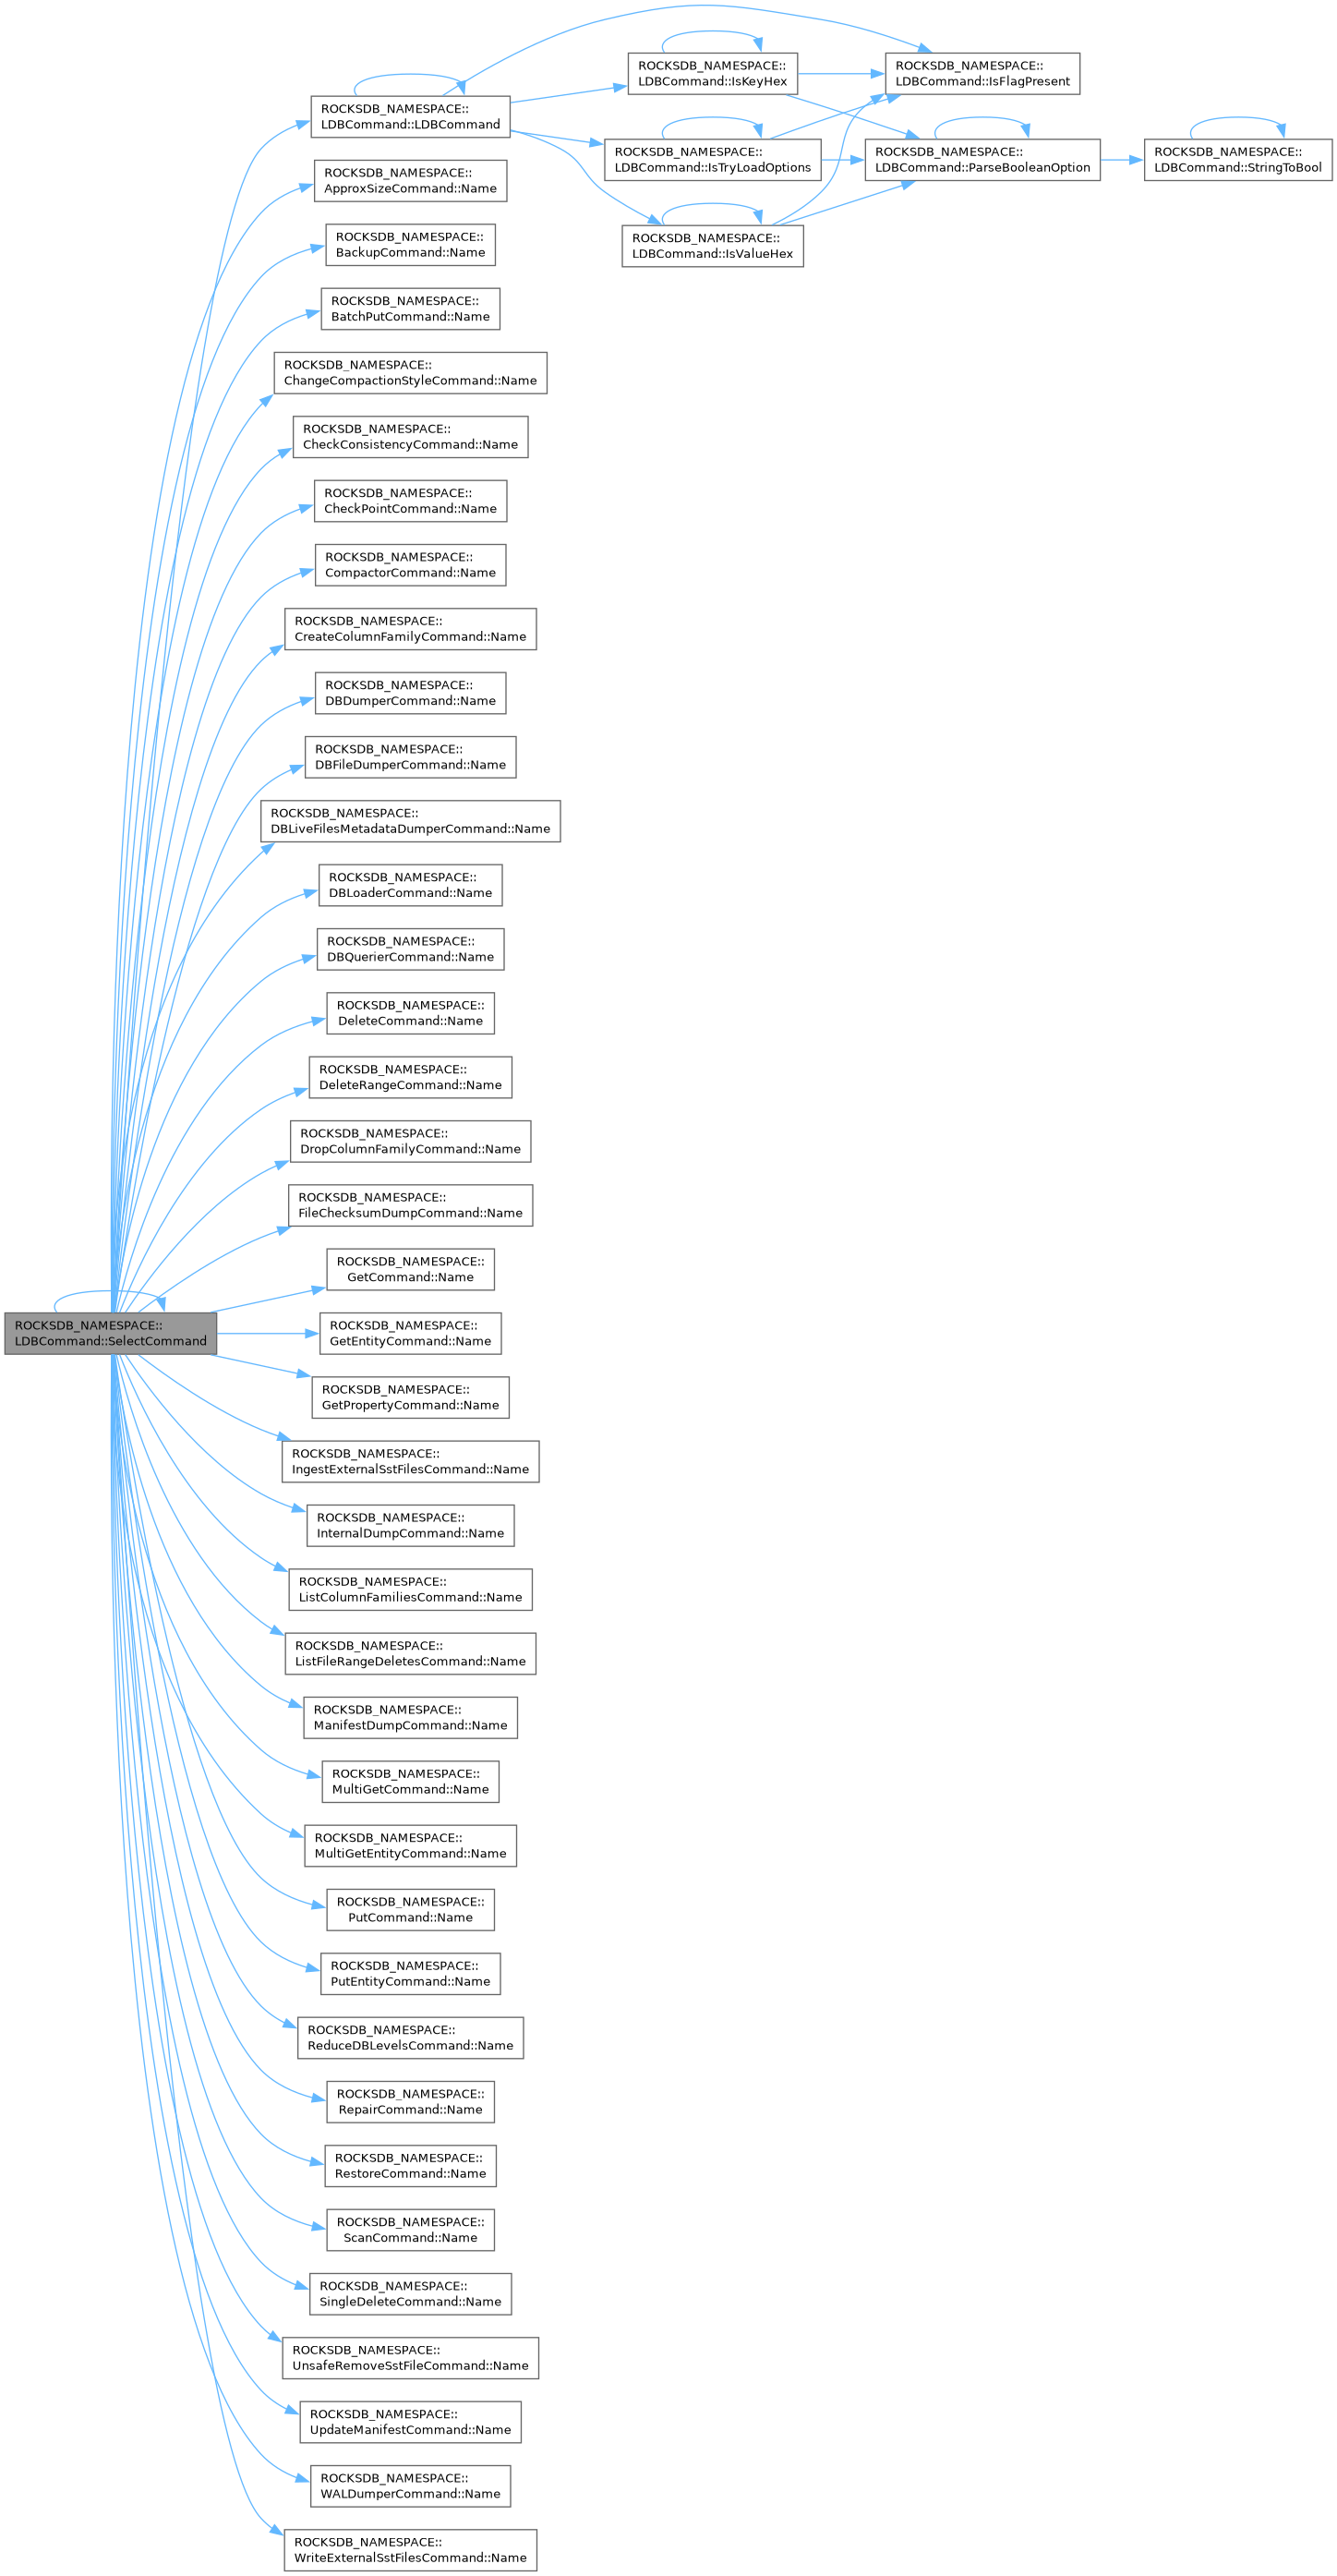 ROCKSDB_NAMESPACE::
LDBCommand::SelectCommand
ROCKSDB_NAMESPACE::
LDBCommand::LDBCommand
ROCKSDB_NAMESPACE::
LDBCommand::IsKeyHex
ROCKSDB_NAMESPACE::
LDBCommand::IsFlagPresent
ROCKSDB_NAMESPACE::
LDBCommand::IsTryLoadOptions
ROCKSDB_NAMESPACE::
LDBCommand::ParseBooleanOption
ROCKSDB_NAMESPACE::
LDBCommand::StringToBool
ROCKSDB_NAMESPACE::
LDBCommand::IsValueHex
ROCKSDB_NAMESPACE::
ApproxSizeCommand::Name
ROCKSDB_NAMESPACE::
BackupCommand::Name
ROCKSDB_NAMESPACE::
BatchPutCommand::Name
ROCKSDB_NAMESPACE::
ChangeCompactionStyleCommand::Name
ROCKSDB_NAMESPACE::
CheckConsistencyCommand::Name
ROCKSDB_NAMESPACE::
CheckPointCommand::Name
ROCKSDB_NAMESPACE::
CompactorCommand::Name
ROCKSDB_NAMESPACE::
CreateColumnFamilyCommand::Name
ROCKSDB_NAMESPACE::
DBDumperCommand::Name
ROCKSDB_NAMESPACE::
DBFileDumperCommand::Name
ROCKSDB_NAMESPACE::
DBLiveFilesMetadataDumperCommand::Name
ROCKSDB_NAMESPACE::
DBLoaderCommand::Name
ROCKSDB_NAMESPACE::
DBQuerierCommand::Name
ROCKSDB_NAMESPACE::
DeleteCommand::Name
ROCKSDB_NAMESPACE::
DeleteRangeCommand::Name
ROCKSDB_NAMESPACE::
DropColumnFamilyCommand::Name
ROCKSDB_NAMESPACE::
FileChecksumDumpCommand::Name
ROCKSDB_NAMESPACE::
GetCommand::Name
ROCKSDB_NAMESPACE::
GetEntityCommand::Name
ROCKSDB_NAMESPACE::
GetPropertyCommand::Name
ROCKSDB_NAMESPACE::
IngestExternalSstFilesCommand::Name
ROCKSDB_NAMESPACE::
InternalDumpCommand::Name
ROCKSDB_NAMESPACE::
ListColumnFamiliesCommand::Name
ROCKSDB_NAMESPACE::
ListFileRangeDeletesCommand::Name
ROCKSDB_NAMESPACE::
ManifestDumpCommand::Name
ROCKSDB_NAMESPACE::
MultiGetCommand::Name
ROCKSDB_NAMESPACE::
MultiGetEntityCommand::Name
ROCKSDB_NAMESPACE::
PutCommand::Name
ROCKSDB_NAMESPACE::
PutEntityCommand::Name
ROCKSDB_NAMESPACE::
ReduceDBLevelsCommand::Name
ROCKSDB_NAMESPACE::
RepairCommand::Name
ROCKSDB_NAMESPACE::
RestoreCommand::Name
ROCKSDB_NAMESPACE::
ScanCommand::Name
ROCKSDB_NAMESPACE::
SingleDeleteCommand::Name
ROCKSDB_NAMESPACE::
UnsafeRemoveSstFileCommand::Name
ROCKSDB_NAMESPACE::
UpdateManifestCommand::Name
ROCKSDB_NAMESPACE::
WALDumperCommand::Name
ROCKSDB_NAMESPACE::
WriteExternalSstFilesCommand::Name